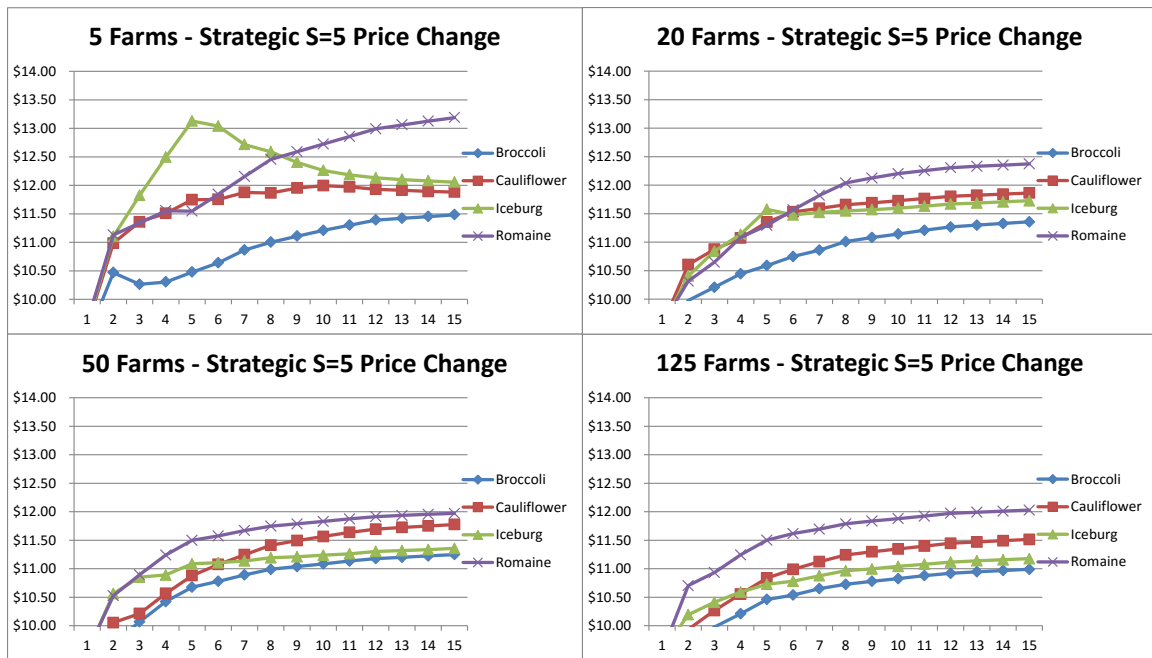 5 Farms - Strategic S=5 Price Change
$14.00
$13.50
$13.00
$12.50
$12.00
$11.50
$11.00
$10.50
$10.00
1 2 3 4 5 6 7 8 9 10 11 12 13 14 15
Broccoli
Cauliflower
Iceburg
Romaine
20 Farms - Strategic S=5 Price Change
$14.00
$13.50
$13.00
$12.50
$12.00
$11.50
$11.00
$10.50
$10.00
1 2 3 4 5 6 7 8 9 10 11 12 13 14 15
Broccoli
Cauliflower
Iceburg
Romaine
50 Farms - Strategic S=5 Price Change
$14.00
$13.50
$13.00
$12.50
$12.00
$11.50
$11.00
$10.50
$10.00
1 2 3 4 5 6 7 8 9 10 11 12 13 14 15
Broccoli
Cauliflower
Iceburg
Romaine
125 Farms - Strategic S=5 Price Change
$14.00
$13.50
$13.00
$12.50
$12.00
$11.50
$11.00
$10.50
$10.00
1 2 3 4 5 6 7 8 9 10 11 12 13 14 15
Broccoli
Cauliflower
Iceburg
Romaine